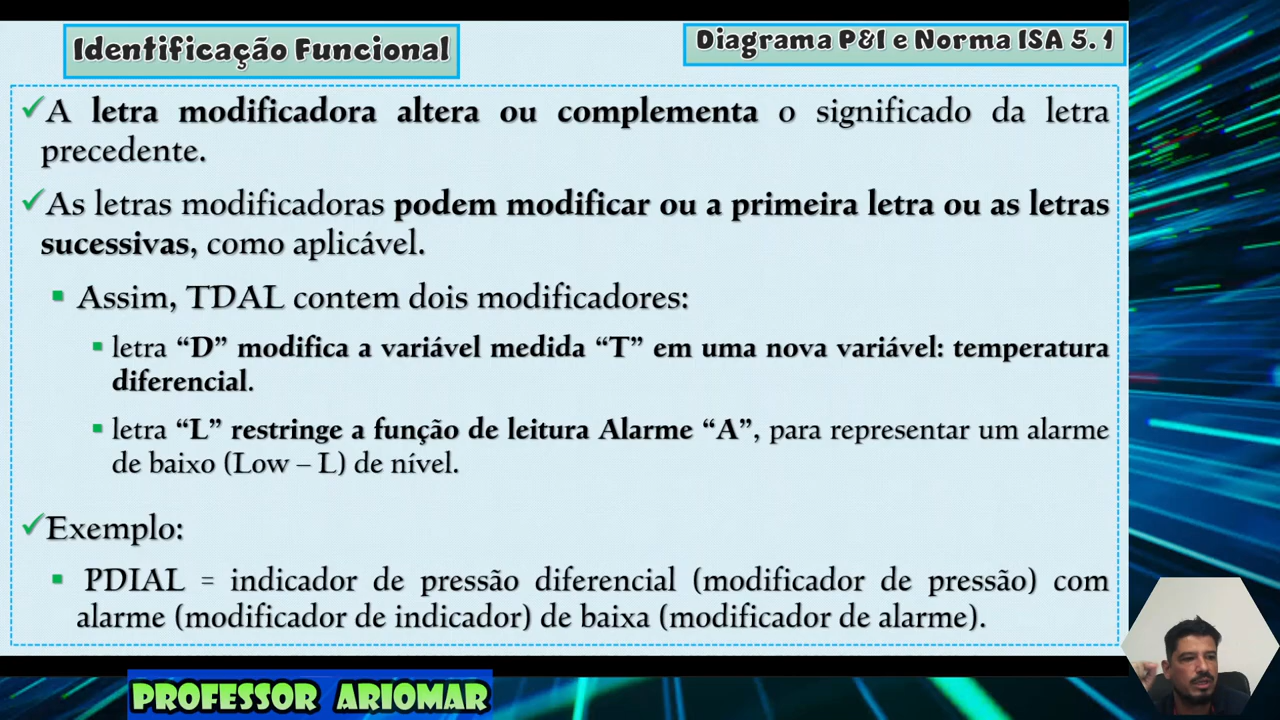 Identificação Funcional
Diagrama P&I e Norma ISA 5.1
A letra modificadora altera ou complementa o significado da letra
precedente.
As letras modificadoras podem modificar ou a primeira letra ou as letras
sucessivas, como aplicável.
Assim, TDAL contem dois modificadores:
letra “D” modifica a variável medida “T” em uma nova variável: temperatura
diferencial.
letra “L” restringe a função de leitura Alarme “A”, para representar um alarme
de baixo (Low – L) de nível.
Exemplo:
PDIAL = indicador de pressão diferencial (modificador de pressão) com
alarme (modificador de indicador) de baixa (modificador de alarme).
PROFESSOR ARIOMAR